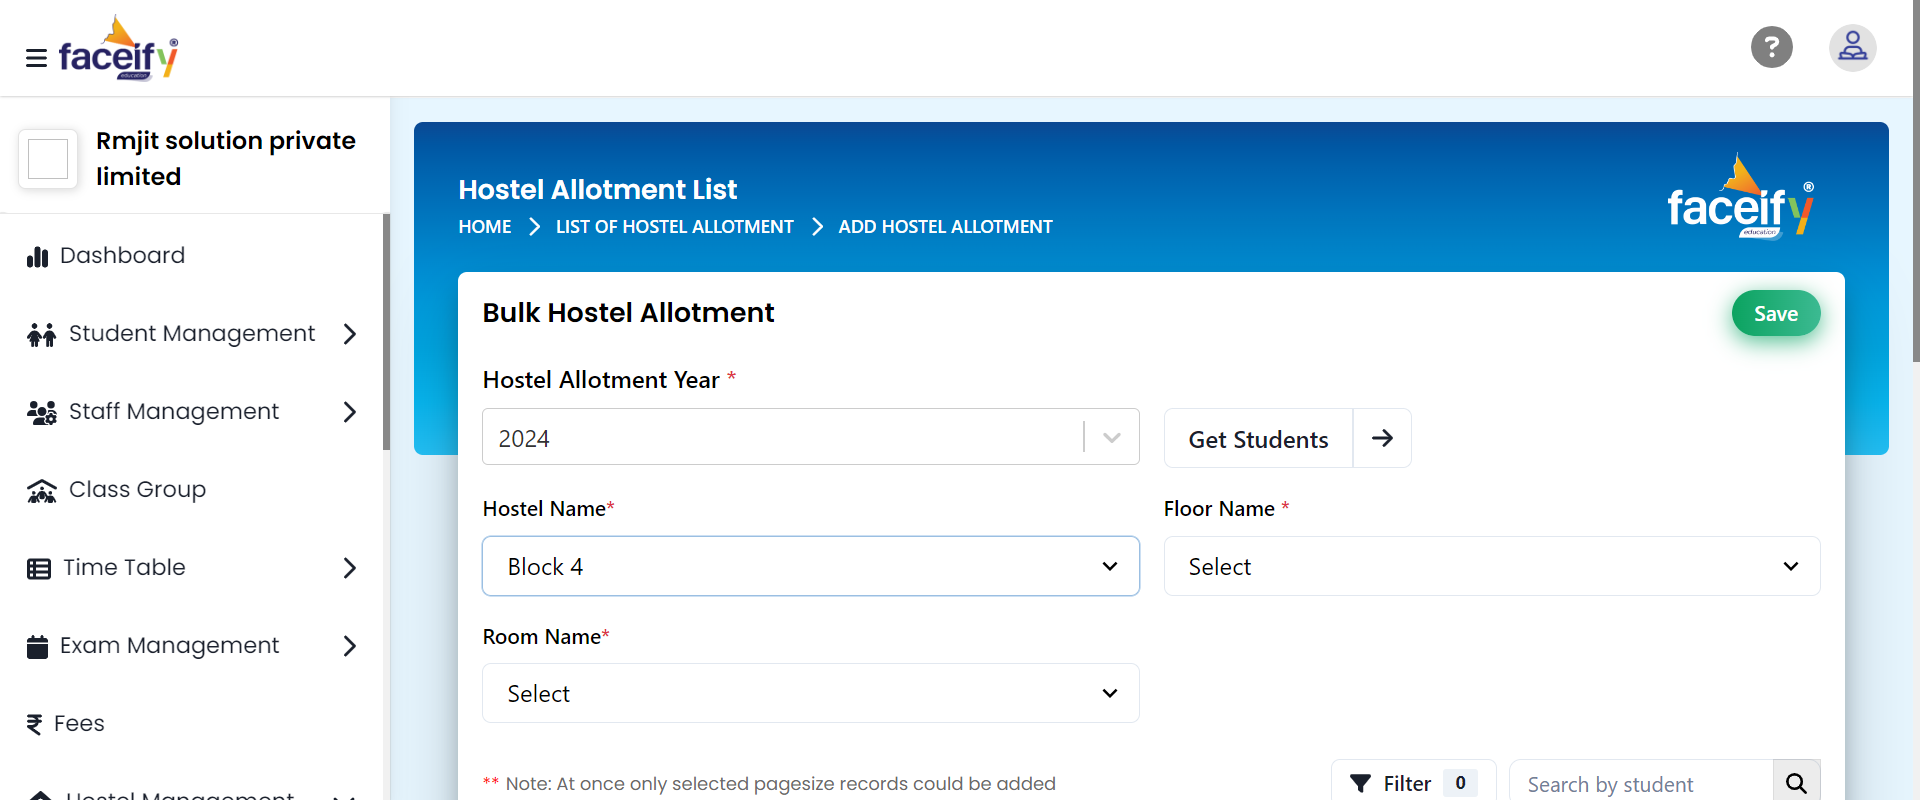 faceify®
education
Rmjit solution private
limited
Dashboard
Student Management
Staff Management
Class Group
Time Table
Exam Management
Fees
Hostel Management
Hostel Allotment List
HOME
LIST OF HOSTEL ALLOTMENT
ADD HOSTEL ALLOTMENT
faceify®
education
Bulk Hostel Allotment
Save
Hostel Allotment Year *
2024
Get Students
Hostel Name*
Floor Name *
Block 4
Select
Room Name*
Select
** Note: At once only selected pagesize records could be added
Filter 0
Search by student